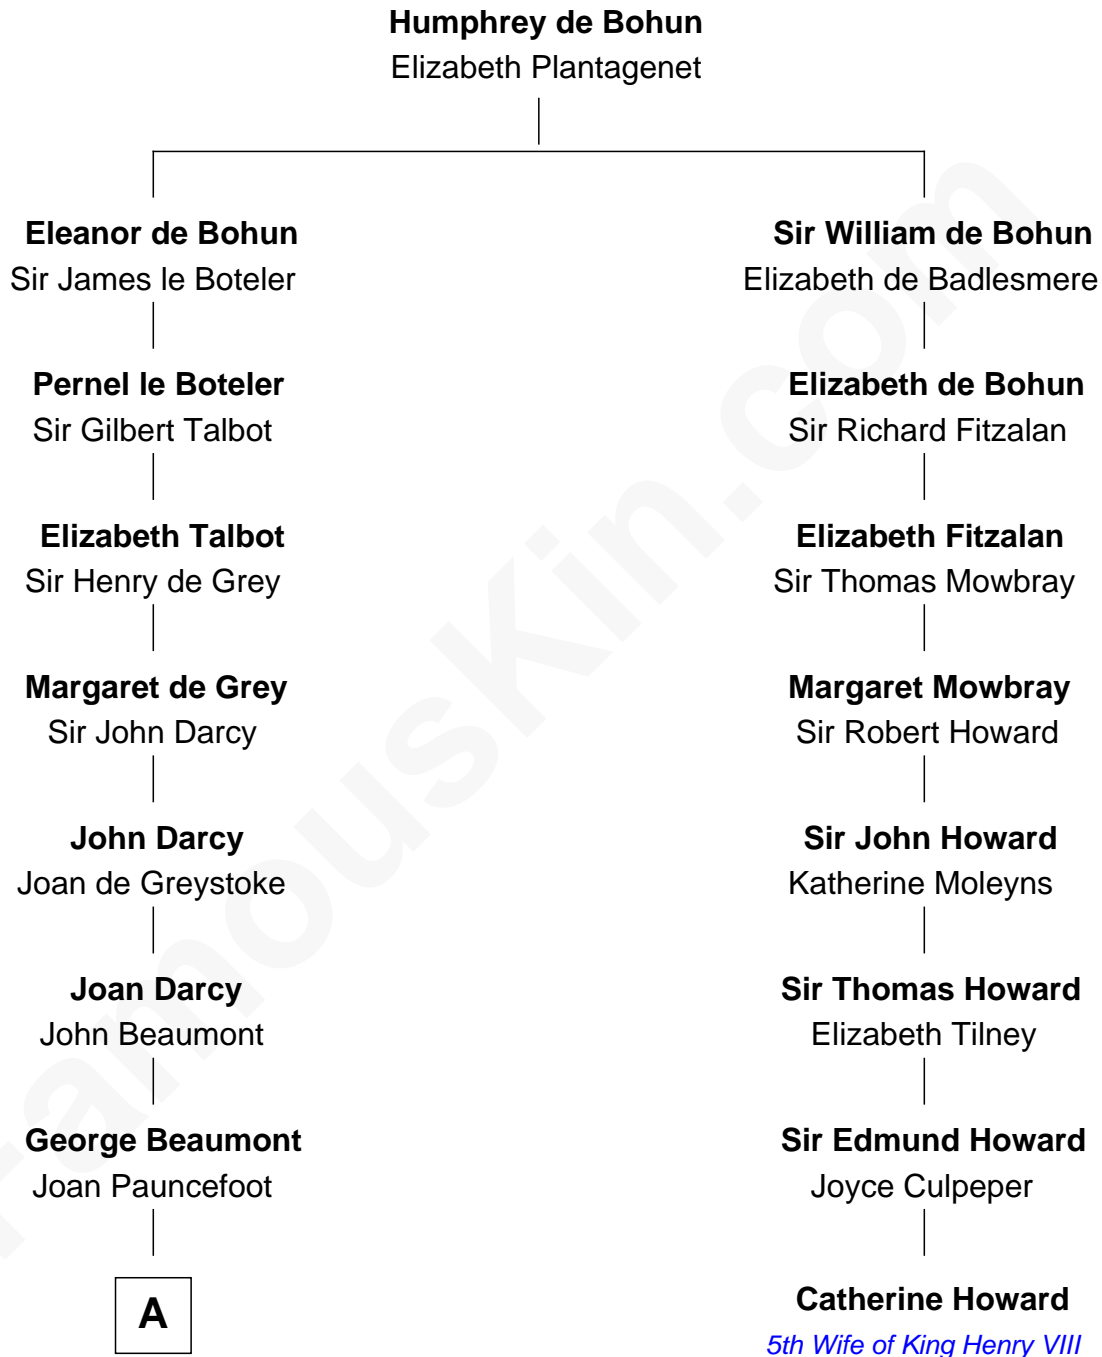 Humphrey de Bohun
Elizabeth Plantagenet
Eleanor de Bohun
Sir James le Boteler
Sir William de Bohun
Elizabeth de Badlesmere
Pernel le Boteler
Sir Gilbert Talbot
Elizabeth de Bohun
Sir Richard Fitzalan
Elizabeth Talbot
Sir Henry de Grey
Elizabeth Fitzalan
Sir Thomas Mowbray
Margaret de Grey
Sir John Darcy
Margaret Mowbray
Sir Robert Howard
John Darcy
Joan de Greystoke
Sir John Howard
Katherine Moleyns
Joan Darcy
John Beaumont
Sir Thomas Howard
Elizabeth Tilney
George Beaumont
Joan Pauncefoot
Sir Edmund Howard
Joyce Culpeper
A
Catherine Howard
5th Wife of King Henry VIII
FamousKin.com